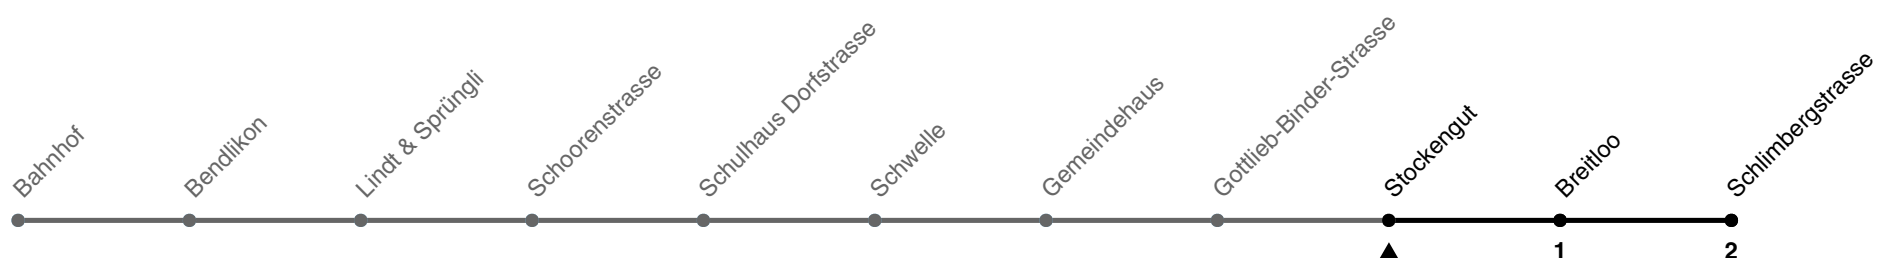 Bahnhof
Bendlikon
Lindt & Sprüngli
Schoorenstrasse
Schulhaus Dorfstrasse
Schwelle
Gemeindehaus
Gottlieb-Binder-Strasse
Stockengut
Breitloo
Schlimbergstrasse
1
2